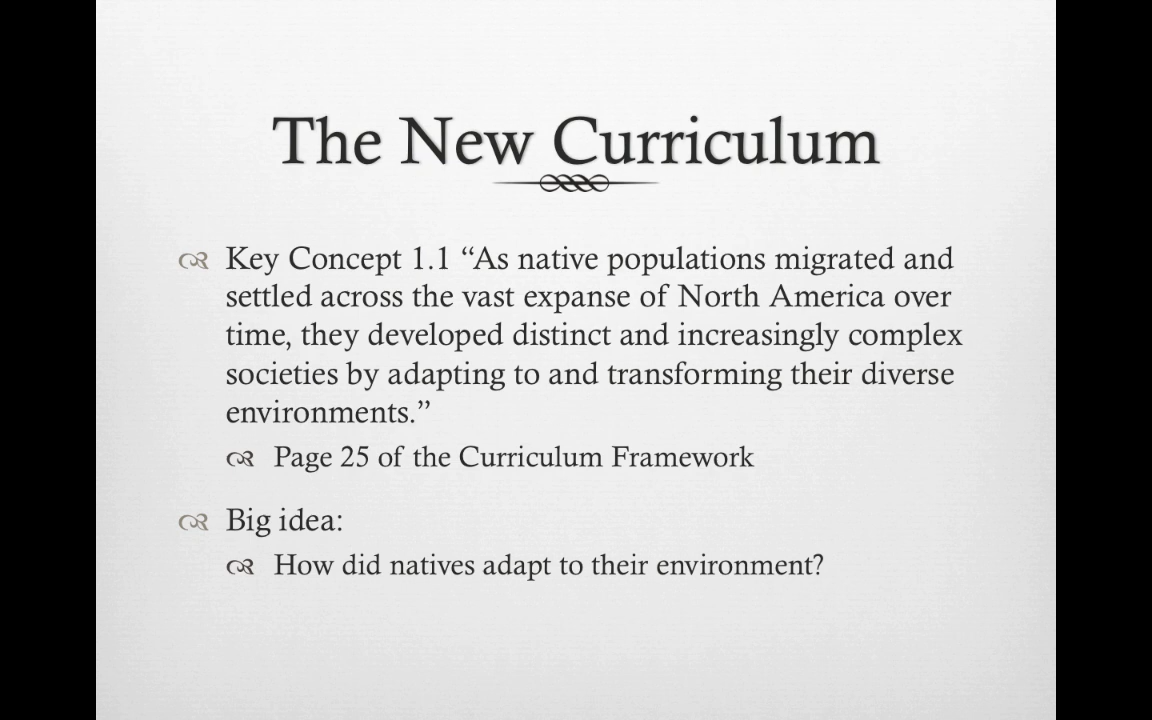 The New Curriculum
Key Concept 1.1 “As native populations migrated and
settled across the vast expanse of North America over
time, they developed distinct and increasingly complex
societies by adapting to and transforming their diverse
environments.”
Page 25 of the Curriculum Framework
Big idea:
How did natives adapt to their environment?